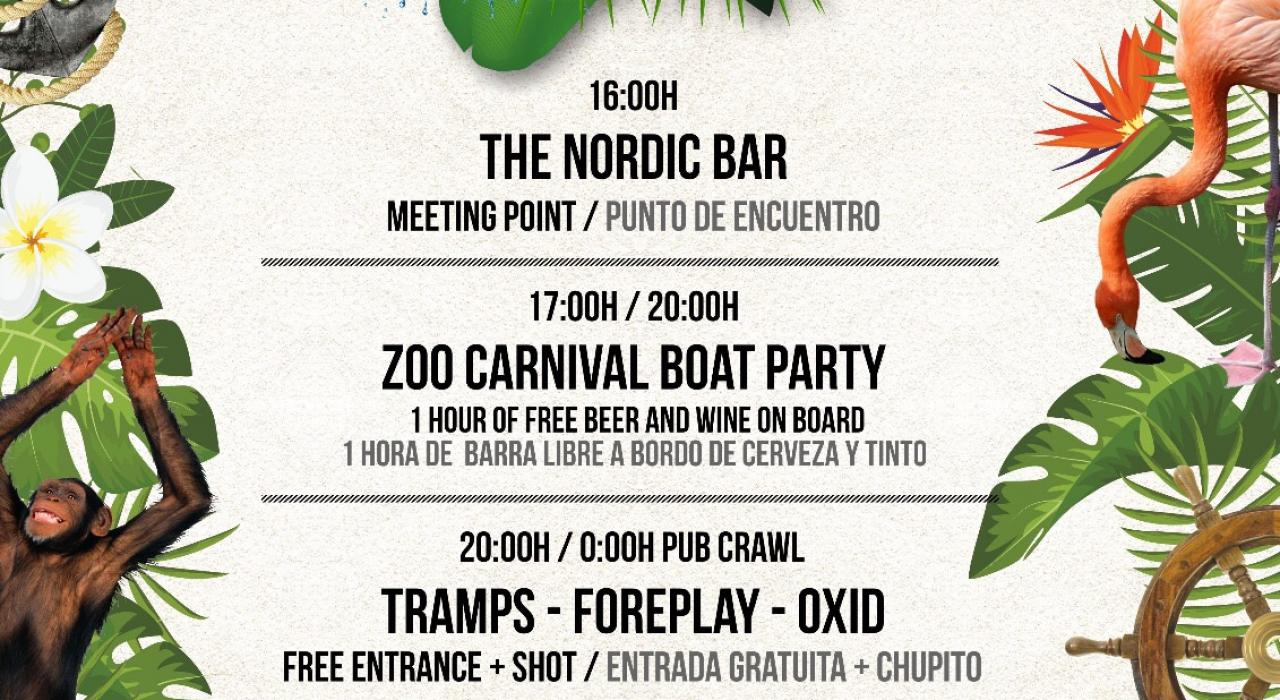 16:00H
THE NORDIC BAR
MEETING POINT / PUNTO DE ENCUENTRO
17:00H / 20:00H
ZOO CARNIVAL BOAT PARTY
1 HOUR OF FREE BEER AND WINE ON BOARD
1 HORA DE BARRA LIBRE A BORDO DE CERVEZA Y TINTO
20:00H / 0:00H PUB CRAWL
TRAMPS - FOREPLAY - OXID
FREE ENTRANCE + SHOT / ENTRADA GRATUITA + CHUPITO